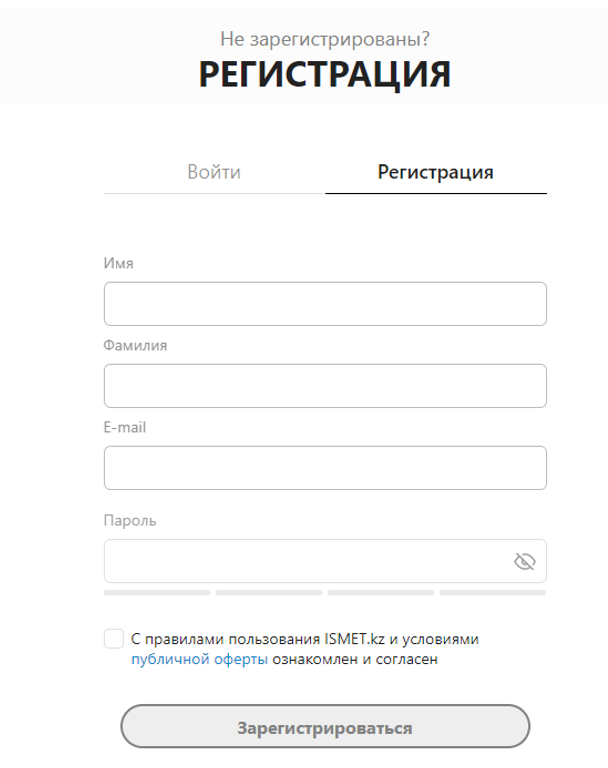 Не зарегистрированы?
РЕГИСТРАЦИЯ
Войти
Регистрация
Имя
Фамилия
E-mail
Пароль
С правилами пользования ISMET.kz и условиями
публичной оферты ознакомлен и согласен
Зарегистрироваться